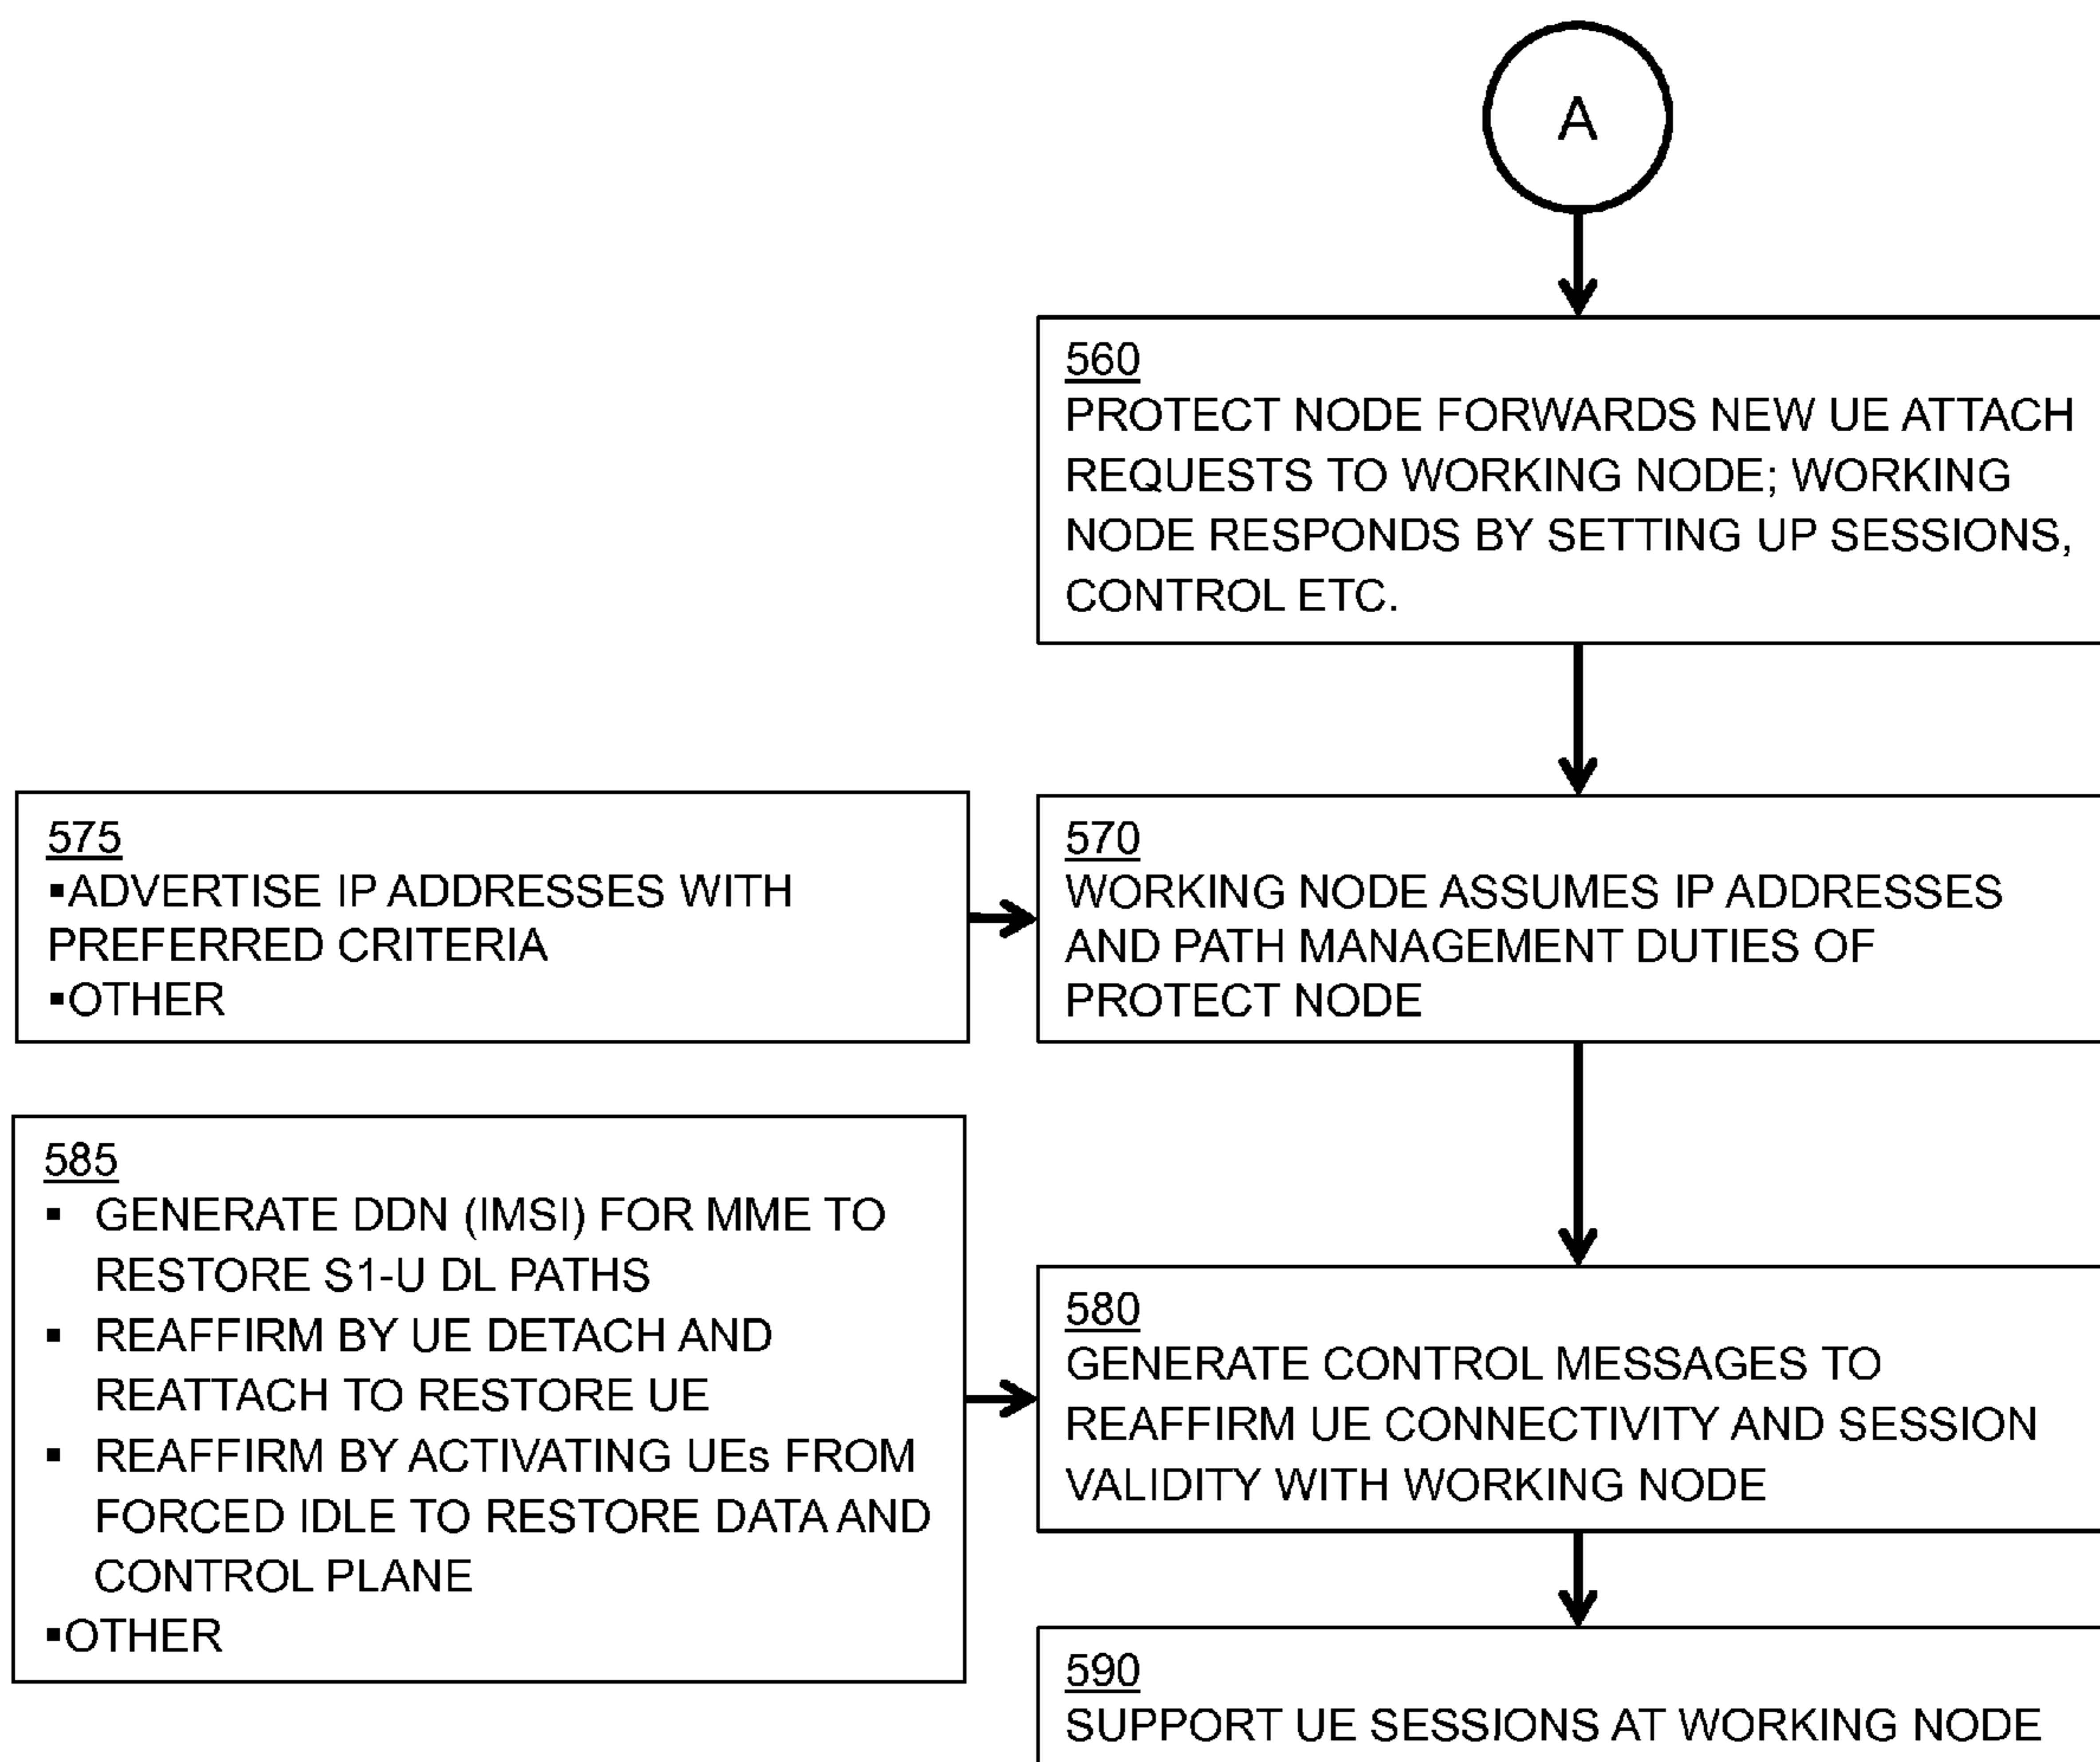 A
560
PROTECT NODE FORWARDS NEW UE ATTACH
REQUESTS TO WORKING NODE; WORKING
NODE RESPONDS BY SETTING UP SESSIONS,
CONTROL ETC.
575
▪ADVERTISE IP ADDRESSES WITH
PREFERRED CRITERIA
▪OTHER
570
WORKING NODE ASSUMES IP ADDRESSES
AND PATH MANAGEMENT DUTIES OF
PROTECT NODE
585
▪ GENERATE DDN (IMSI) FOR MME TO
RESTORE S1-U DL PATHS
▪ REAFFIRM BY UE DETACH AND
REATTACH TO RESTORE UE
▪ REAFFIRM BY ACTIVATING UEs FROM
FORCED IDLE TO RESTORE DATA AND
CONTROL PLANE
▪OTHER
580
GENERATE CONTROL MESSAGES TO
REAFFIRM UE CONNECTIVITY AND SESSION
VALIDITY WITH WORKING NODE
590
SUPPORT UE SESSIONS AT WORKING NODE